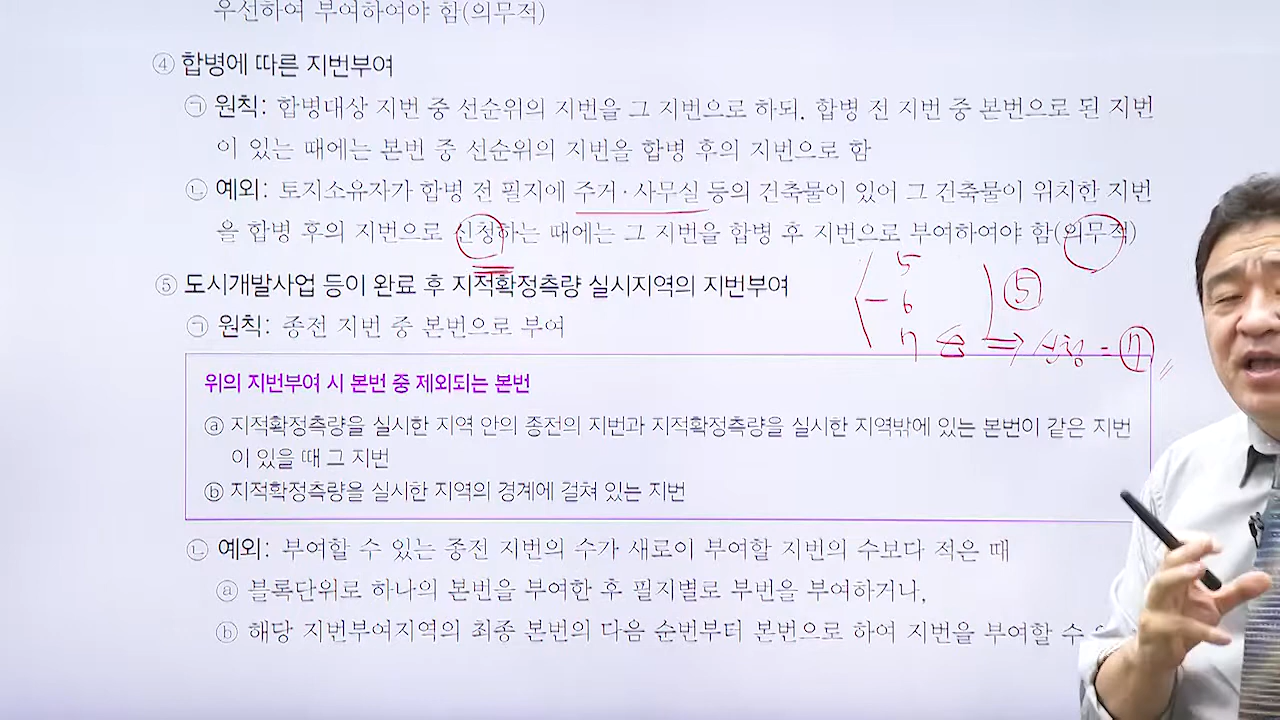 우선하여 부여하여야 함(의무적)
④ 합병에 따른 지번부여
㉠ 원칙: 합병대상 지번 중 선순위의 지번을 그 지번으로 하되, 합병 전 지번 중 본번으로 된 지번
이 있는 때에는 본번 중 선순위의 지번을 합병 후의 지번으로 함
㉡ 예외: 토지소유자가 합병 전 필지에 주거·사무실 등의 건축물이 있어 그 건축물이 위치한 지번
을 합병 후의 지번으로 신청하는 때에는 그 지번을 합병 후 지번으로 부여하여야 함(의무적)
5
6
7 ⇒ 신청 = ⑦
⑤
⑤ 도시개발사업 등이 완료 후 지적확정측량 실시지역의 지번부여
㉠ 원칙: 종전 지번 중 본번으로 부여
위의 지번부여 시 본번 중 제외되는 본번
ⓐ 지적확정측량을 실시한 지역 안의 종전의 지번과 지적확정측량을 실시한 지역밖에 있는 본번이 같은 지번
이 있을 때 그 지번
ⓑ 지적확정측량을 실시한 지역의 경계에 걸쳐 있는 지번
㉡ 예외: 부여할 수 있는 종전 지번의 수가 새로이 부여할 지번의 수보다 적은 때
ⓐ 블록단위로 하나의 본번을 부여한 후 필지별로 부번을 부여하거나,
ⓑ 해당 지번부여지역의 최종 본번의 다음 순번부터 본번으로 하여 지번을 부여할 수